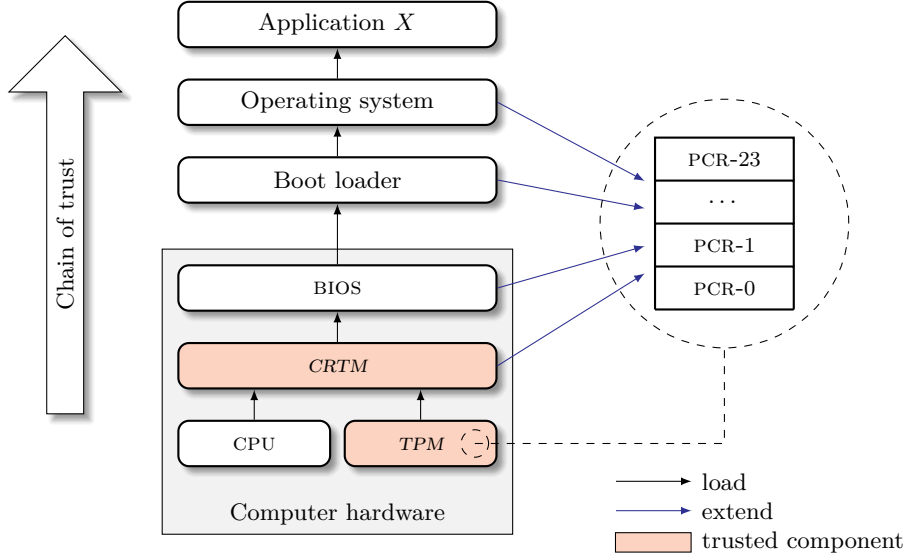 Application X
Operating system
Boot loader
BIOS
CRTM
CPU
TPM
Computer hardware
Chain of trust
PCR-23
...
PCR-1
PCR-0
load
extend
trusted component